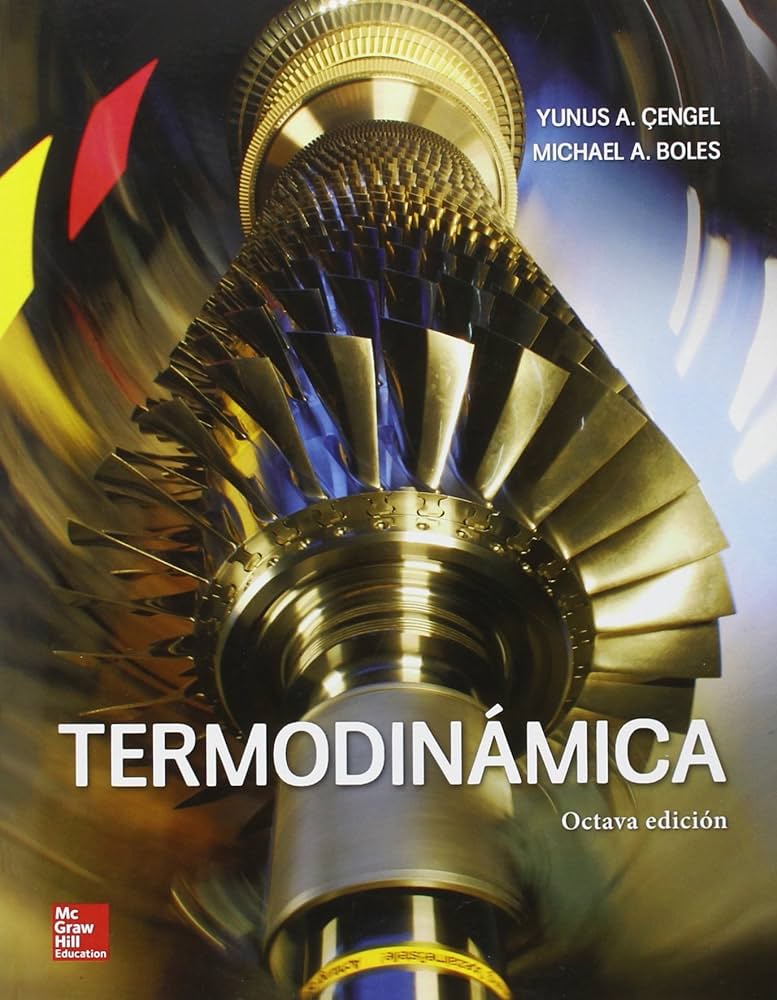 YUNUS A. ÇENGEL
MICHAEL A. BOLES
TERMODINÁMICA
Octava edición
Mc
Graw
Hill
Education